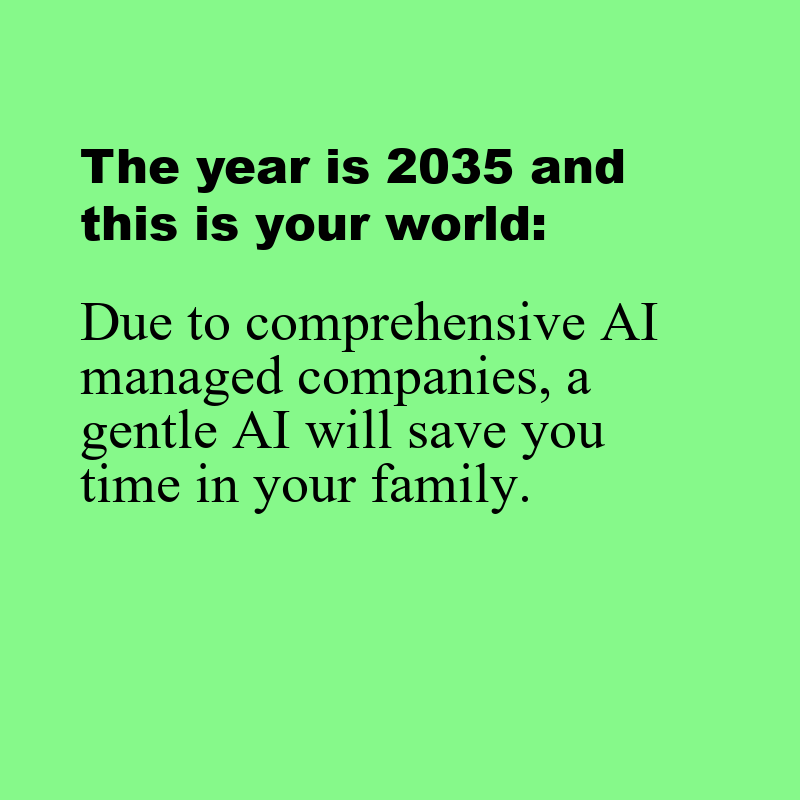 The year is 2035 and
this is your world:
Due to comprehensive AI
managed companies, a
gentle AI will save you
time in your family.